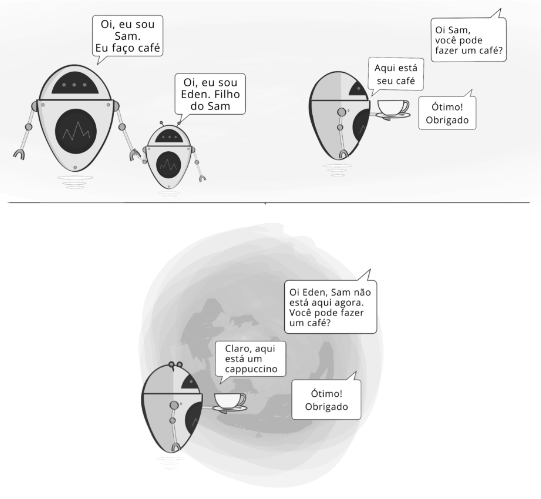 Oi, eu sou
Sam.
Eu faço café
Oi, eu sou
Eden. Filho
do Sam
Oi Sam,
você pode
fazer um café?
Aqui está
seu café
Ótimo!
Obrigado
Oi Eden, Sam não
está aqui agora.
Você pode fazer
um café?
Claro, aqui
está um
cappuccino
Ótimo!
Obrigado